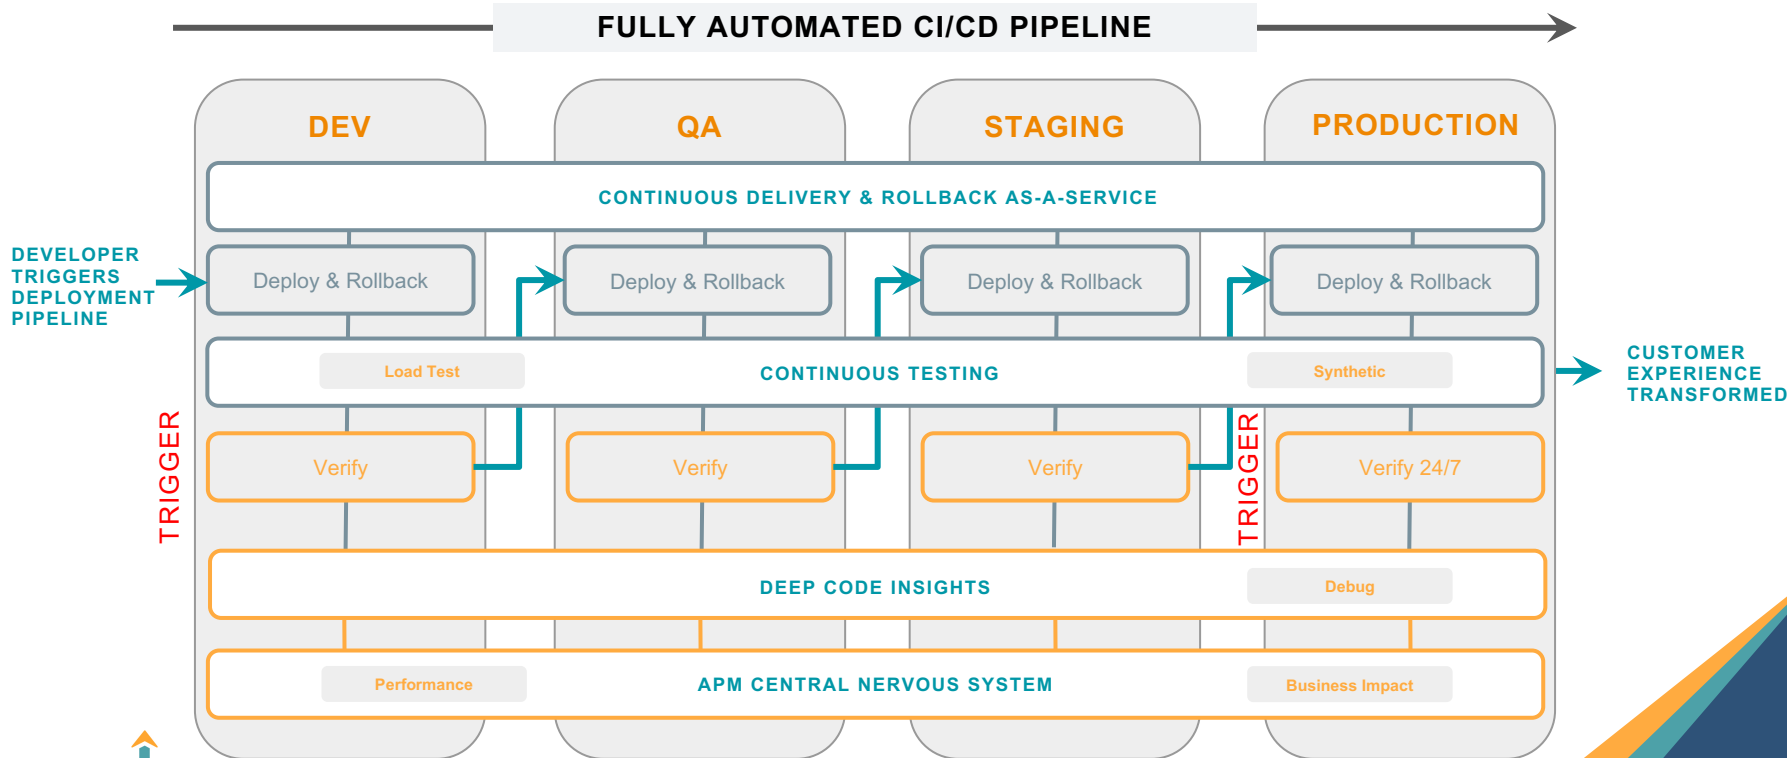 FULLY AUTOMATED CI/CD PIPELINE
DEV
QA
STAGING
PRODUCTION
CONTINUOUS DELIVERY & ROLLBACK AS-A-SERVICE
DEVELOPER
TRIGGERS
DEPLOYMENT
PIPELINE
Deploy & Rollback
Deploy & Rollback
Deploy & Rollback
Deploy & Rollback
Load Test
CONTINUOUS TESTING
Synthetic
CUSTOMER
EXPERIENCE
TRANSFORMED
TRIGGER
Verify
Verify
Verify
TRIGGER
Verify 24/7
DEEP CODE INSIGHTS
Debug
Performance
APM CENTRAL NERVOUS SYSTEM
Business Impact